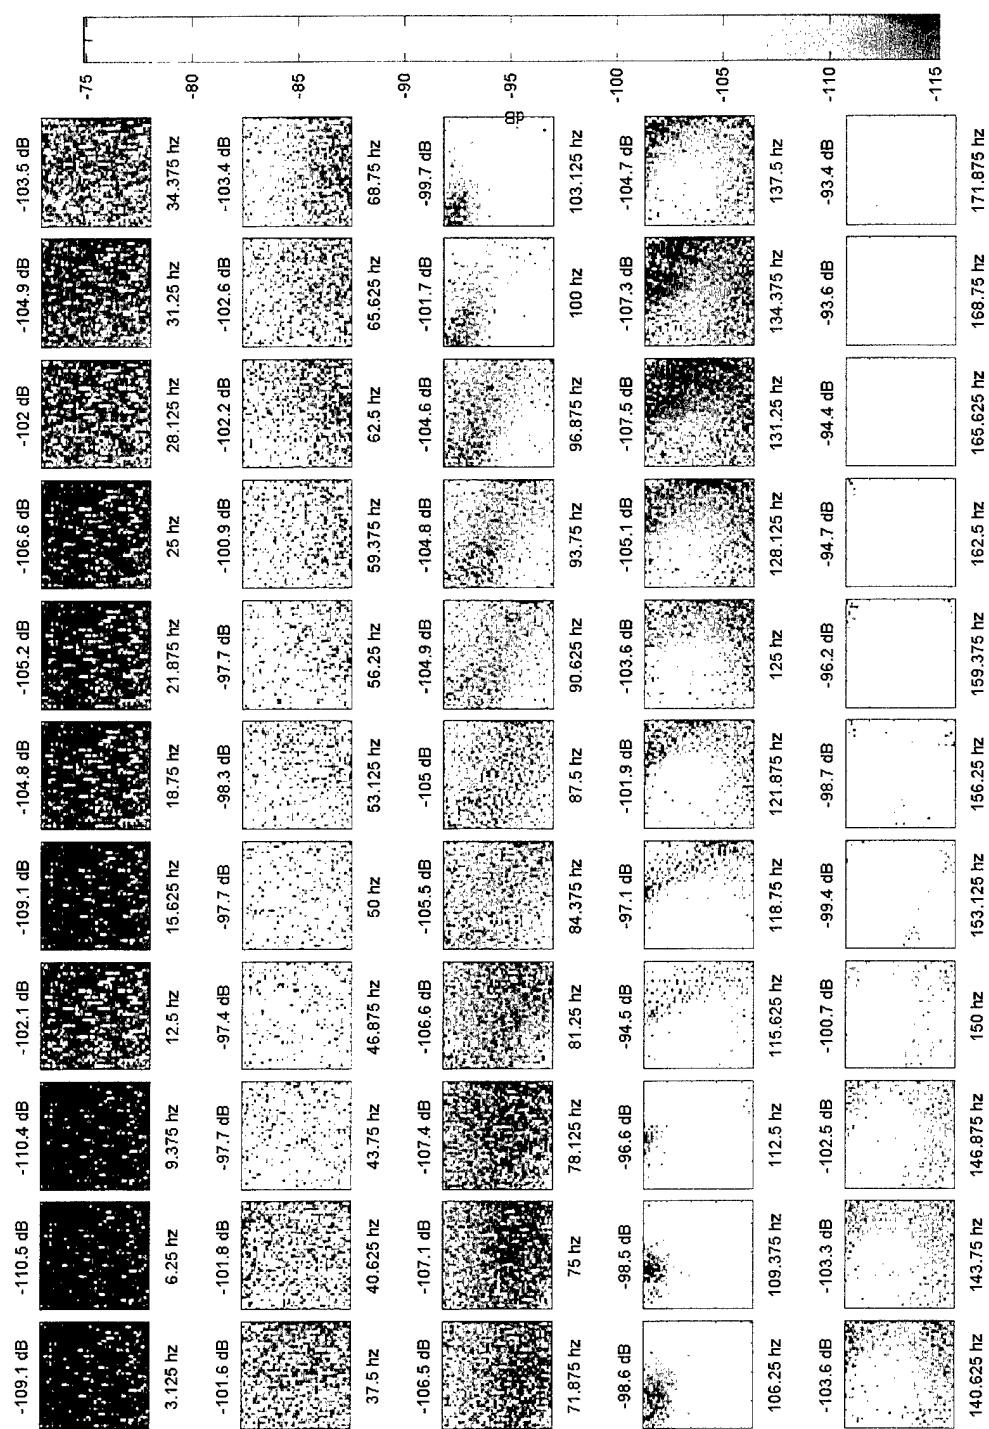 -109.1 dB -110.5 dB -110.4 dB -102.1 dB -109.1 dB -104.8 dB -105.2 dB -106.6 dB -102 dB -104.9 dB -103.5 dB
3.125 hz 6.25 hz 9.375 hz 12.5 hz 15.625 hz 18.75 hz 21.875 hz 25 hz 28.125 hz 31.25 hz 34.375 hz
-101.6 dB -101.8 dB -97.7 dB -97.4 dB -97.7 dB -98.3 dB -97.7 dB -100.9 dB -102.2 dB -102.6 dB -103.4 dB
37.5 hz 40.625 hz 43.75 hz 46.875 hz 50 hz 53.125 hz 56.25 hz 59.375 hz 62.5 hz 65.625 hz 68.75 hz
-106.5 dB -107.1 dB -107.4 dB -106.6 dB -105.5 dB -105 dB -104.9 dB -104.8 dB -104.6 dB -101.7 dB -99.7 dB
71.875 hz 75 hz 78.125 hz 81.25 hz 84.375 hz 87.5 hz 90.625 hz 93.75 hz 96.875 hz 100 hz 103.125 hz
-98.6 dB -98.5 dB -96.6 dB -94.5 dB -97.1 dB -101.9 dB -103.6 dB -105.1 dB -107.5 dB -107.3 dB -104.7 dB
106.25 hz 109.375 hz 112.5 hz 115.625 hz 118.75 hz 121.875 hz 125 hz 128.125 hz 131.25 hz 134.375 hz 137.5 hz
-103.6 dB -103.3 dB -102.5 dB -100.7 dB -99.4 dB -98.7 dB -96.2 dB -94.7 dB -94.4 dB -93.6 dB -93.4 dB
140.625 hz 143.75 hz 146.875 hz 150 hz 153.125 hz 156.25 hz 159.375 hz 162.5 hz 165.625 hz 168.75 hz 171.875 hz
-75
-80
-85
-90
-95
dB
-100
-105
-110
-115